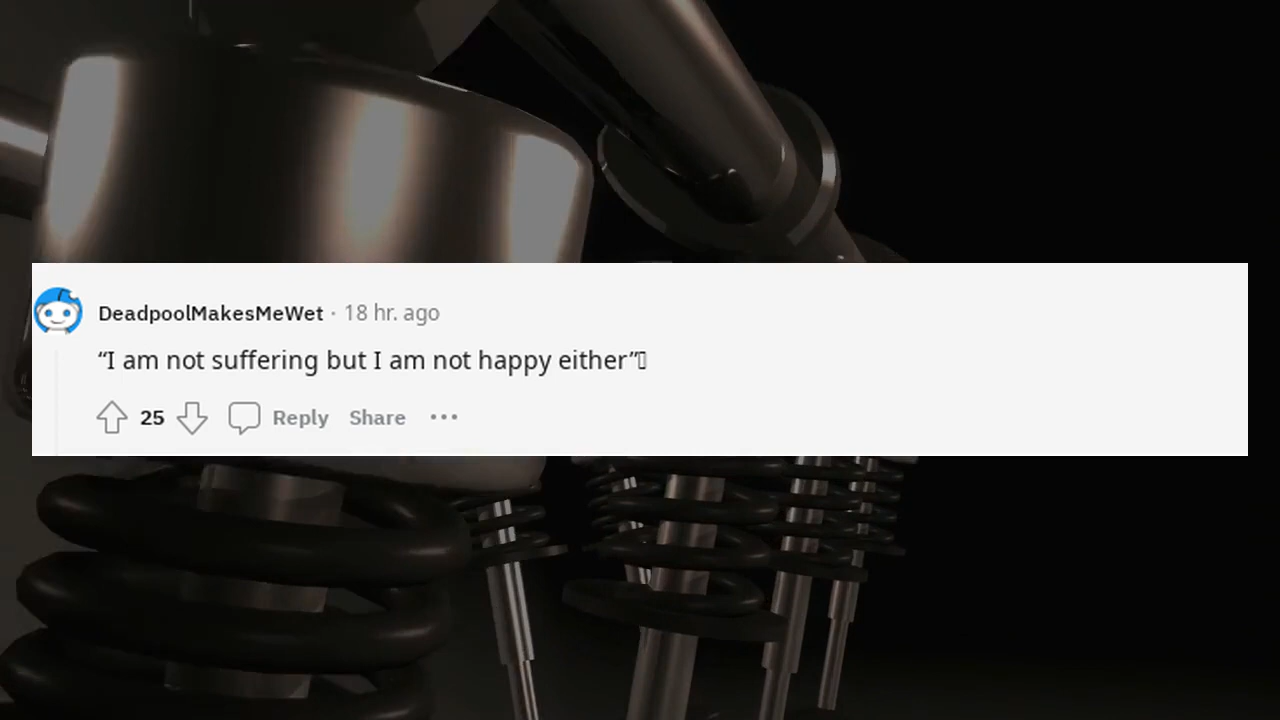 DeadpoolMakesMeWet · 18 hr. ago
“I am not suffering but I am not happy either”
25 Reply Share